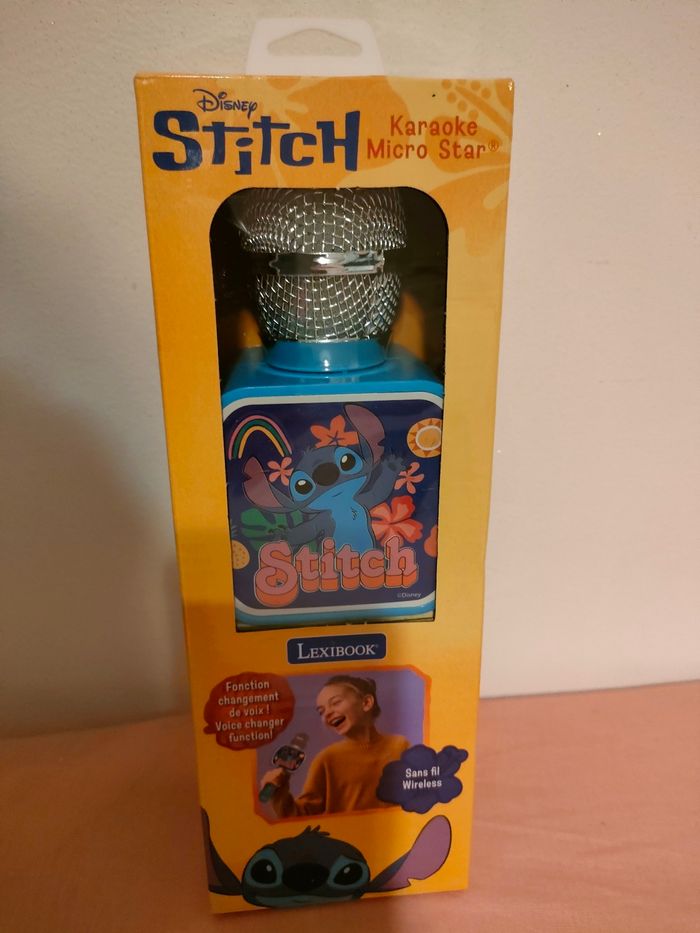 Disney
Stitch
Karaoke
Micro Star®
Stitch
©Disney
LEXIBOOK®
Fonction
changement
de voix !
Voice changer
function!
Sans fil
Wireless